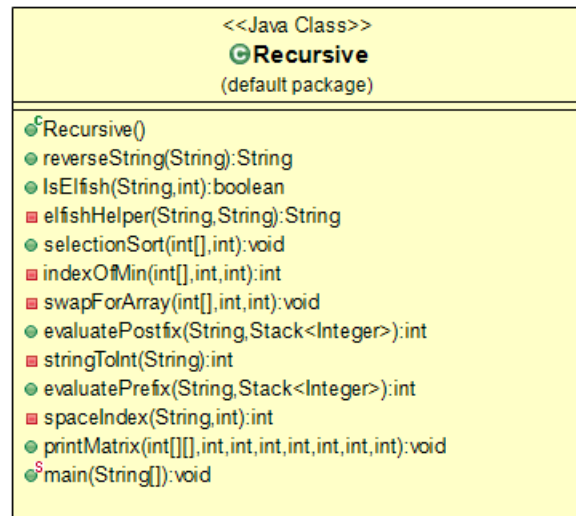 <<Java Class>>
Recursive
(default package)
Recursive()
reverseString(String):String
IsElfish(String,int):boolean
elfishHelper(String,String):String
selectionSort(int[],int):void
indexOfMin(int[],int,int):int
swapForArray(int[],int,int):void
evaluatePostfix(String,Stack<Integer>):int
stringToInt(String):int
evaluatePrefix(String,Stack<Integer>):int
spaceIndex(String,int):int
printMatrix(int[][],int,int,int,int,int,int,int):void
main(String[]):void